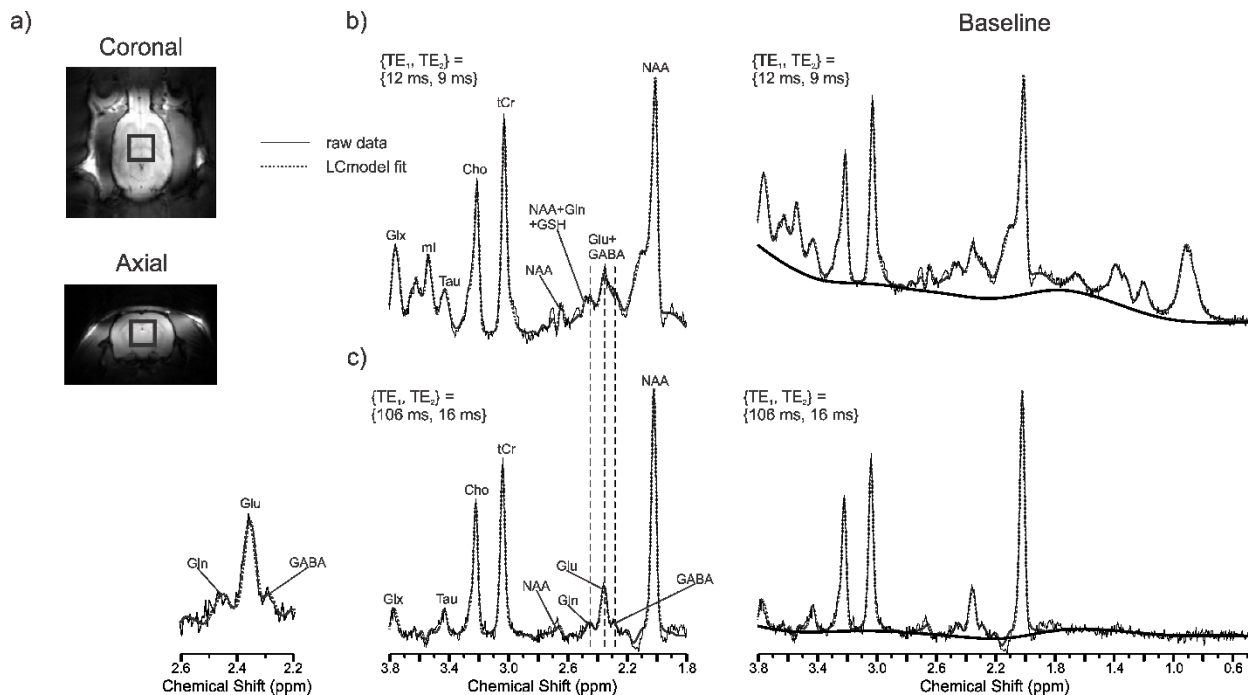 a)
Coronal
Axial
raw data
LCmodel fit
b)
{TE₁, TE₂} =
{12 ms, 9 ms}
NAA
tCr
Cho
NAA+Gln
+GSH
Glu+
GABA
Glx
mI
Tau
NAA
Baseline
{TE₁, TE₂} =
{12 ms, 9 ms}
c)
{TE₁, TE₂} =
{106 ms, 16 ms}
NAA
tCr
Cho
Glu
GABA
Glx
Tau
NAA
Gln
3.8 3.4 3.0 2.6 2.2 1.8
Chemical Shift (ppm)
{TE₁, TE₂} =
{106 ms, 16 ms}
3.8 3.4 3.0 2.6 2.2 1.8 1.4 1.0 0.6
Chemical Shift (ppm)
Glu
Gln
GABA
2.6 2.4 2.2
Chemical Shift (ppm)